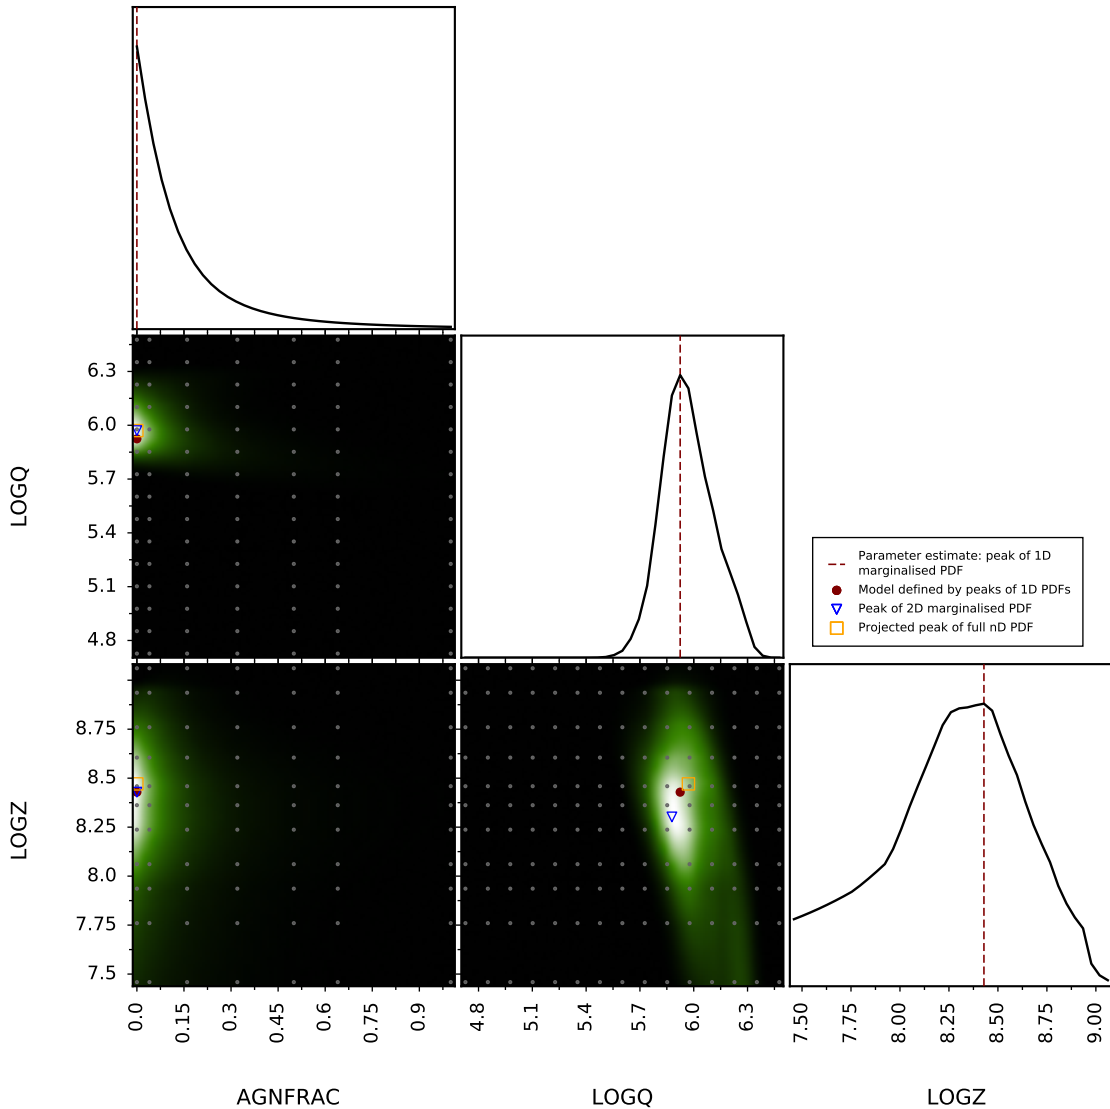 6.3
6.0
5.7
5.4
5.1
4.8
LOGQ
Parameter estimate: peak of 1D
marginalised PDF
Model defined by peaks of 1D PDFs
Peak of 2D marginalised PDF
Projected peak of full nD PDF
8.75
8.5
8.25
8.0
7.75
7.5
LOGZ
0.0 0.15 0.3 0.45 0.6 0.75 0.9
4.8 5.1 5.4 5.7 6.0 6.3
7.50 7.75 8.00 8.25 8.50 8.75 9.00
AGNFRAC LOGQ LOGZ